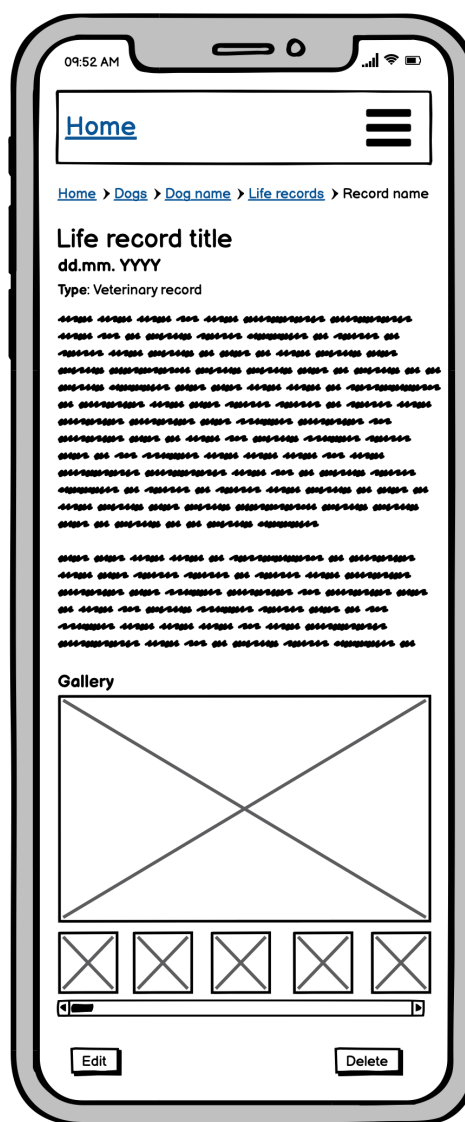 09:52 AM
Home
Home > Dogs > Dog name > Life records > Record name
Life record title
dd.mm. YYYY
Type: Veterinary record
Gallery
Edit
Delete